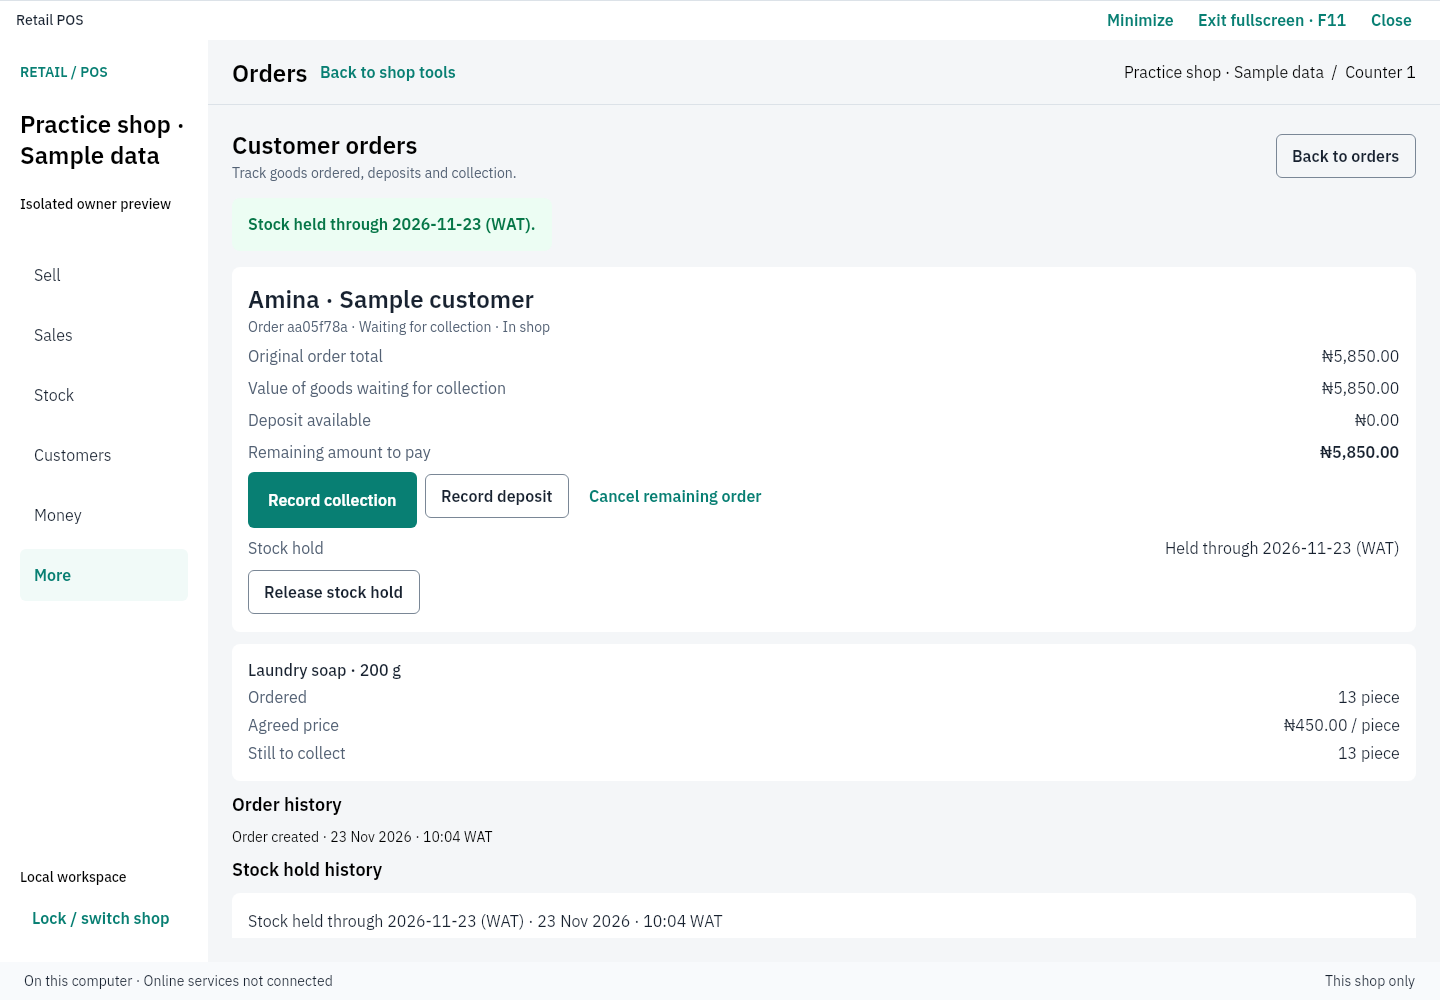 Retail POS
Minimize
Exit fullscreen · F11
Close
RETAIL / POS
Practice shop ·
Sample data
Isolated owner preview
Sell
Sales
Stock
Customers
Money
More
Local workspace
Lock / switch shop
Orders
Back to shop tools
Practice shop · Sample data / Counter 1
Customer orders
Track goods ordered, deposits and collection.
Back to orders
Stock held through 2026-11-23 (WAT).
Amina · Sample customer
Order aa05f78a · Waiting for collection · In shop
Original order total ₦5,850.00
Value of goods waiting for collection ₦5,850.00
Deposit available ₦0.00
Remaining amount to pay ₦5,850.00
Record collection
Record deposit
Cancel remaining order
Stock hold Held through 2026-11-23 (WAT)
Release stock hold
Laundry soap · 200 g
Ordered 13 piece
Agreed price ₦450.00 / piece
Still to collect 13 piece
Order history
Order created · 23 Nov 2026 · 10:04 WAT
Stock hold history
Stock held through 2026-11-23 (WAT) · 23 Nov 2026 · 10:04 WAT
On this computer · Online services not connected
This shop only